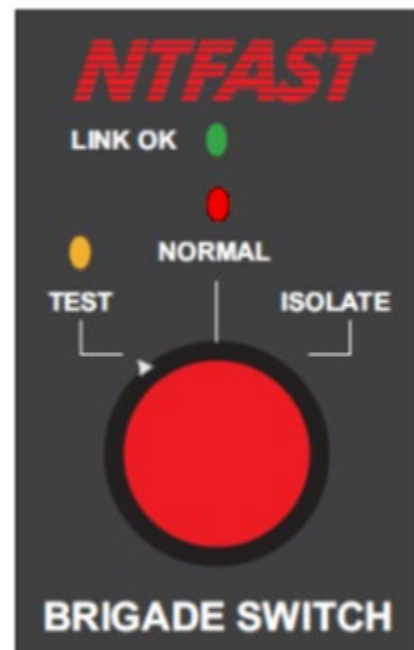 NTFAST
LINK OK
NORMAL
TEST
ISOLATE
BRIGADE SWITCH